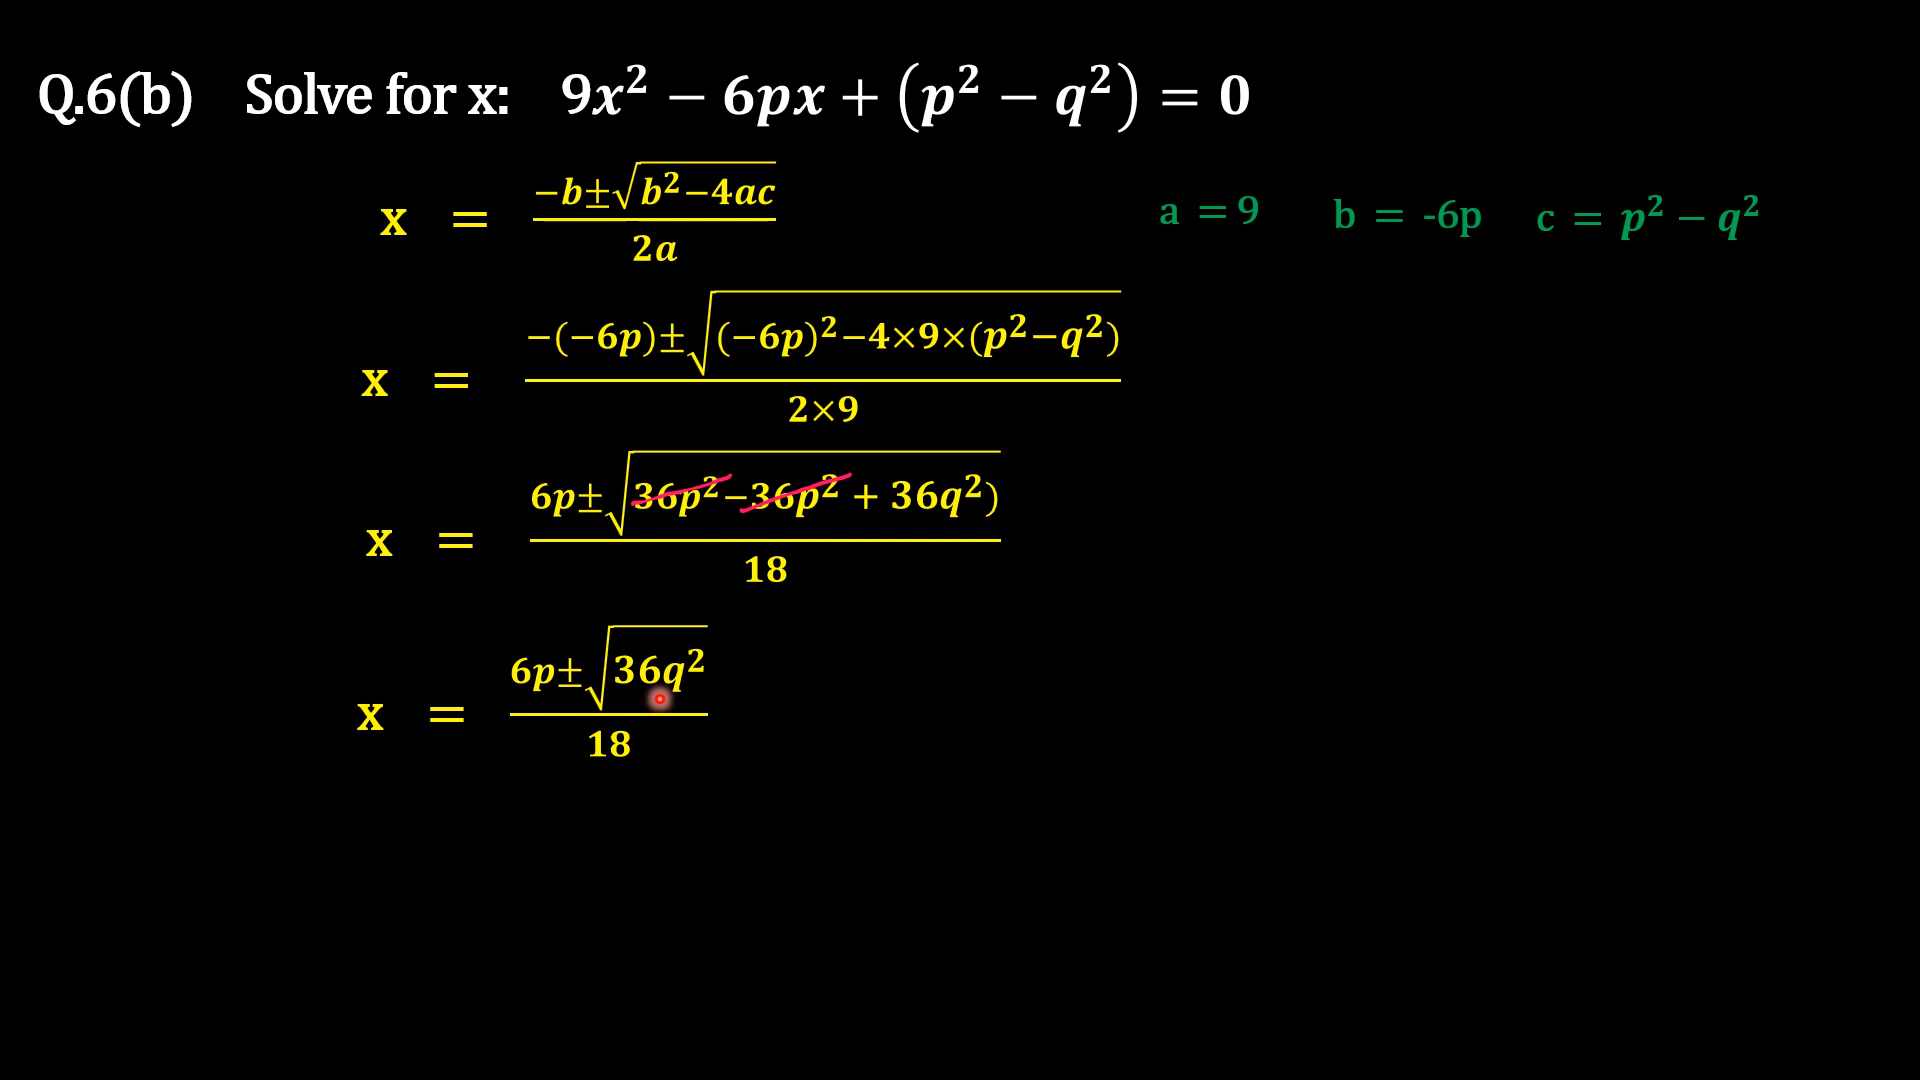 Q.6(b) Solve for x: 9x² − 6px + (p² − q²) = 0
x = (−b±√(b²−4ac))/(2a) a = 9 b = -6p c = p² − q²
x = (−(−6p)±√((−6p)²−4×9×(p²−q²)))/(2×9)
x = (6p±√(36p²−36p² + 36q²)))/18
x = (6p±√(36q²))/18